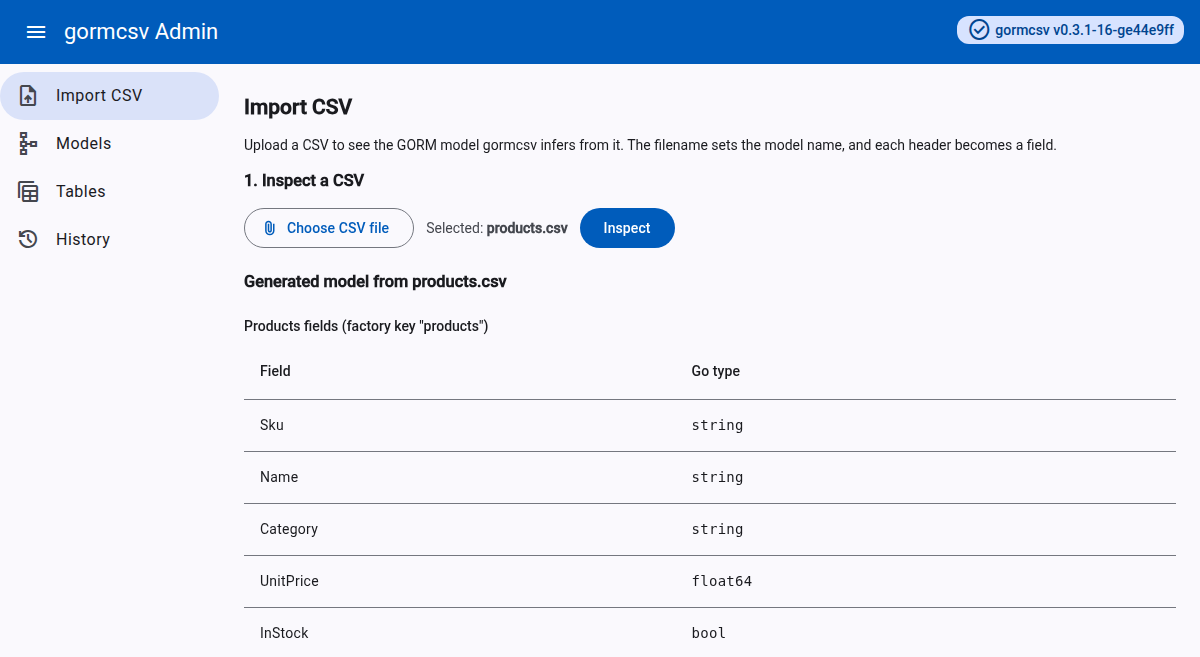 gormcsv Admin
gormcsv v0.3.1-16-ge44e9ff
Import CSV
Models
Tables
History
Import CSV
Upload a CSV to see the GORM model gormcsv infers from it. The filename sets the model name, and each header becomes a field.
1. Inspect a CSV
Choose CSV file Selected: products.csv Inspect
Generated model from products.csv
Products fields (factory key "products")
Field Go type
Sku string
Name string
Category string
UnitPrice float64
InStock bool